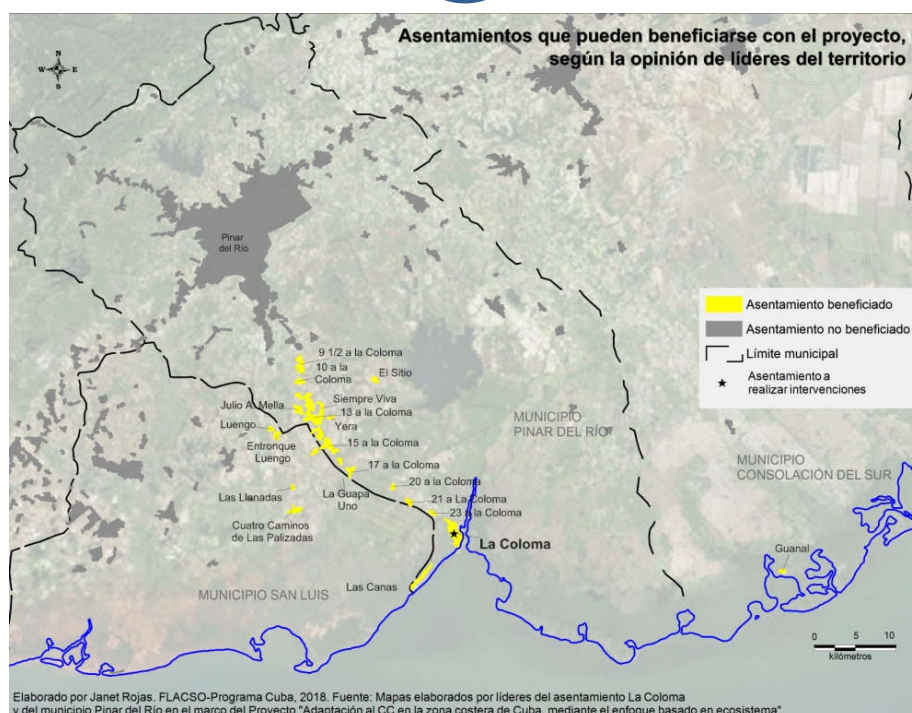 Asentamientos que pueden beneficiarse con el proyecto,
según la opinión de líderes del territorio
N
W E
S
Pinar
del Río
Asentamiento beneficiado
Asentamiento no beneficiado
Límite municipal
Asentamiento a
realizar intervenciones
9 1/2 a la Coloma
10 a la
Coloma
El Sitio
Siempre Viva
Julio A. Mella
13 a la Coloma
Luengo
Yera
Entronque
Luengo
15 a la Coloma
MUNICIPIO
PINAR DEL RÍO
17 a la Coloma
MUNICIPIO
CONSOLACIÓN DEL SUR
La Guapa
Uno
20 a la Coloma
Las Llanadas
21 a La Coloma
23 a la Coloma
Cuatro Caminos
de Las Palizadas
La Coloma
Guanal
Las Canas
MUNICIPIO SAN LUIS
0 5 10
kilómetros
Elaborado por Janet Rojas. FLACSO-Programa Cuba, 2018. Fuente: Mapas elaborados por líderes del asentamiento La Coloma
y del municipio Pinar del Río en el marco del Proyecto "Adaptación al CC en la zona costera de Cuba, mediante el enfoque basado en ecosistema"